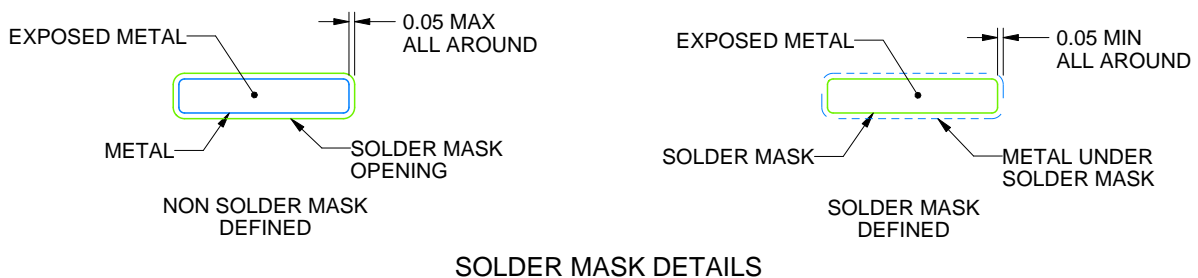 EXPOSED METAL
0.05 MAX
ALL AROUND
METAL
SOLDER MASK
OPENING
NON SOLDER MASK
DEFINED
EXPOSED METAL
0.05 MIN
ALL AROUND
SOLDER MASK
METAL UNDER
SOLDER MASK
SOLDER MASK
DEFINED
SOLDER MASK DETAILS